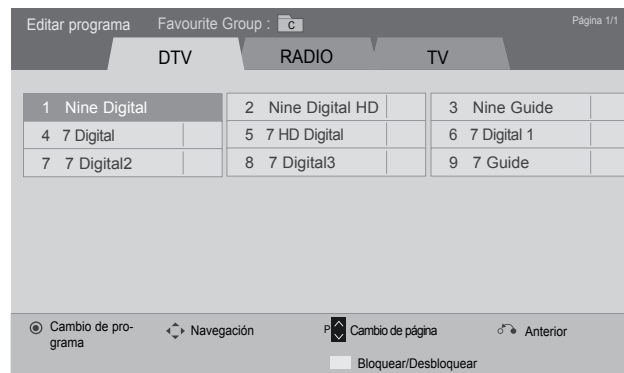 Editar programa Favourite Group : C Página 1/1
DTV RADIO TV
1 Nine Digital 2 Nine Digital HD 3 Nine Guide
4 7 Digital 5 7 HD Digital 6 7 Digital 1
7 7 Digital2 8 7 Digital3 9 7 Guide
Cambio de pro-
grama
Navegación P Cambio de página Anterior
Bloquear/Desbloquear